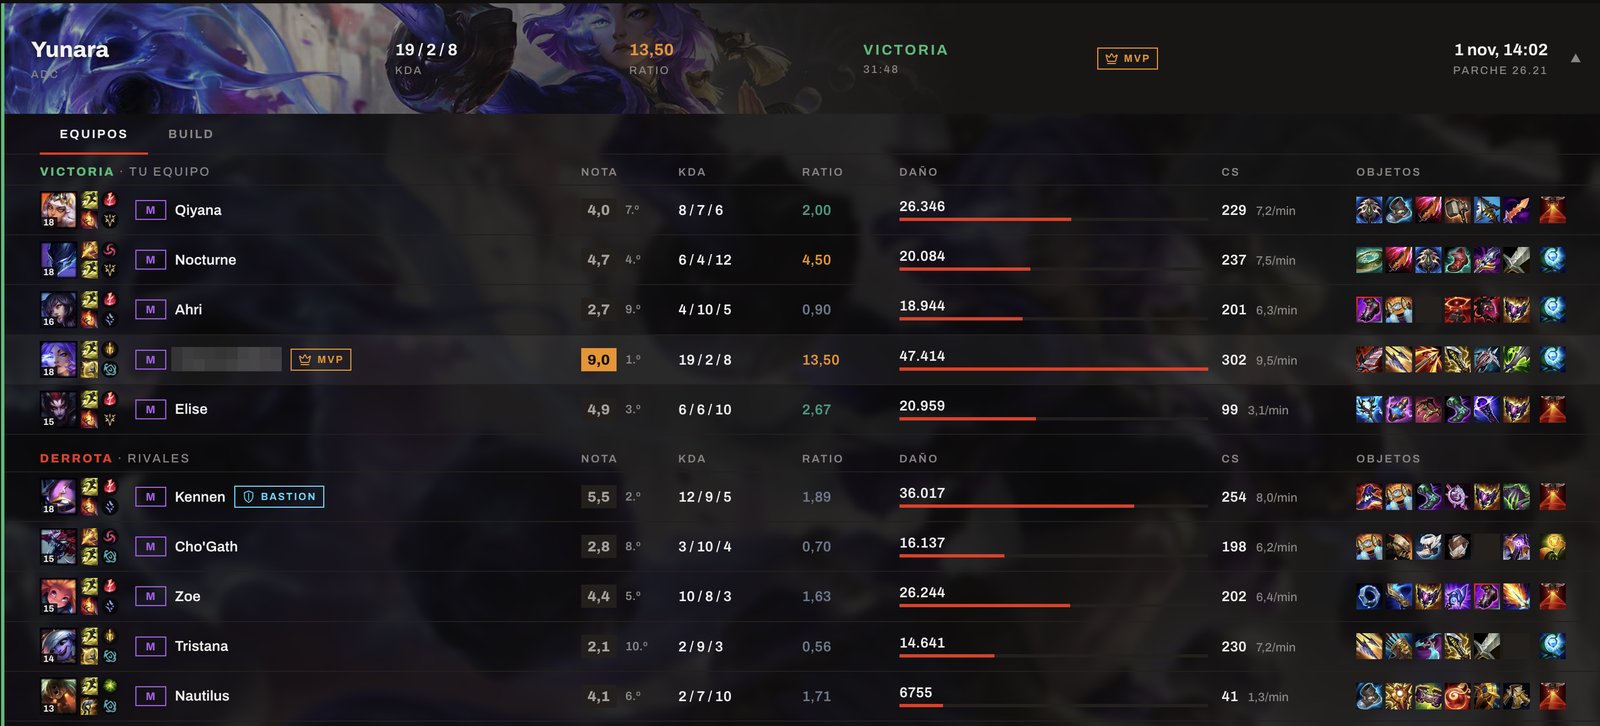 Yunara 19 / 2 / 8 13,50 VICTORIA MVP 1 nov, 14:02
ADC KDA RATIO 31:48 PARCHE 26.21
EQUIPOS BUILD
VICTORIA · TU EQUIPO NOTA KDA RATIO DAÑO CS OBJETOS
18 M Qiyana 4,0 7.º 8 / 7 / 6 2,00 26.346 229 7,2/min
18 M Nocturne 4,7 4.º 6 / 4 / 12 4,50 20.084 237 7,5/min
16 M Ahri 2,7 9.º 4 / 10 / 5 0,90 18.944 201 6,3/min
18 M MVP 9,0 1.º 19 / 2 / 8 13,50 47.414 302 9,5/min
15 M Elise 4,9 3.º 6 / 6 / 10 2,67 20.959 99 3,1/min
DERROTA · RIVALES NOTA KDA RATIO DAÑO CS OBJETOS
18 M Kennen BASTION 5,5 2.º 12 / 9 / 5 1,89 36.017 254 8,0/min
15 M Cho'Gath 2,8 8.º 3 / 10 / 4 0,70 16.137 198 6,2/min
15 M Zoe 4,4 5.º 10 / 8 / 3 1,63 26.244 202 6,4/min
14 M Tristana 2,1 10.º 2 / 9 / 3 0,56 14.641 230 7,2/min
13 M Nautilus 4,1 6.º 2 / 7 / 10 1,71 6755 41 1,3/min